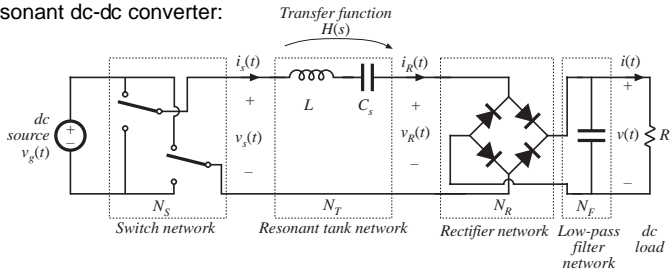 sonant dc-dc converter:
Transfer function
H(s)
i_s(t)
i_R(t)
i(t)
+
+
+
L
C_s
dc
source
v_g(t)
+
–
v_s(t)
v_R(t)
v(t)
R
–
–
–
N_S
N_T
N_R
N_F
Switch network
Resonant tank network
Rectifier network
Low-pass
filter
network
dc
load